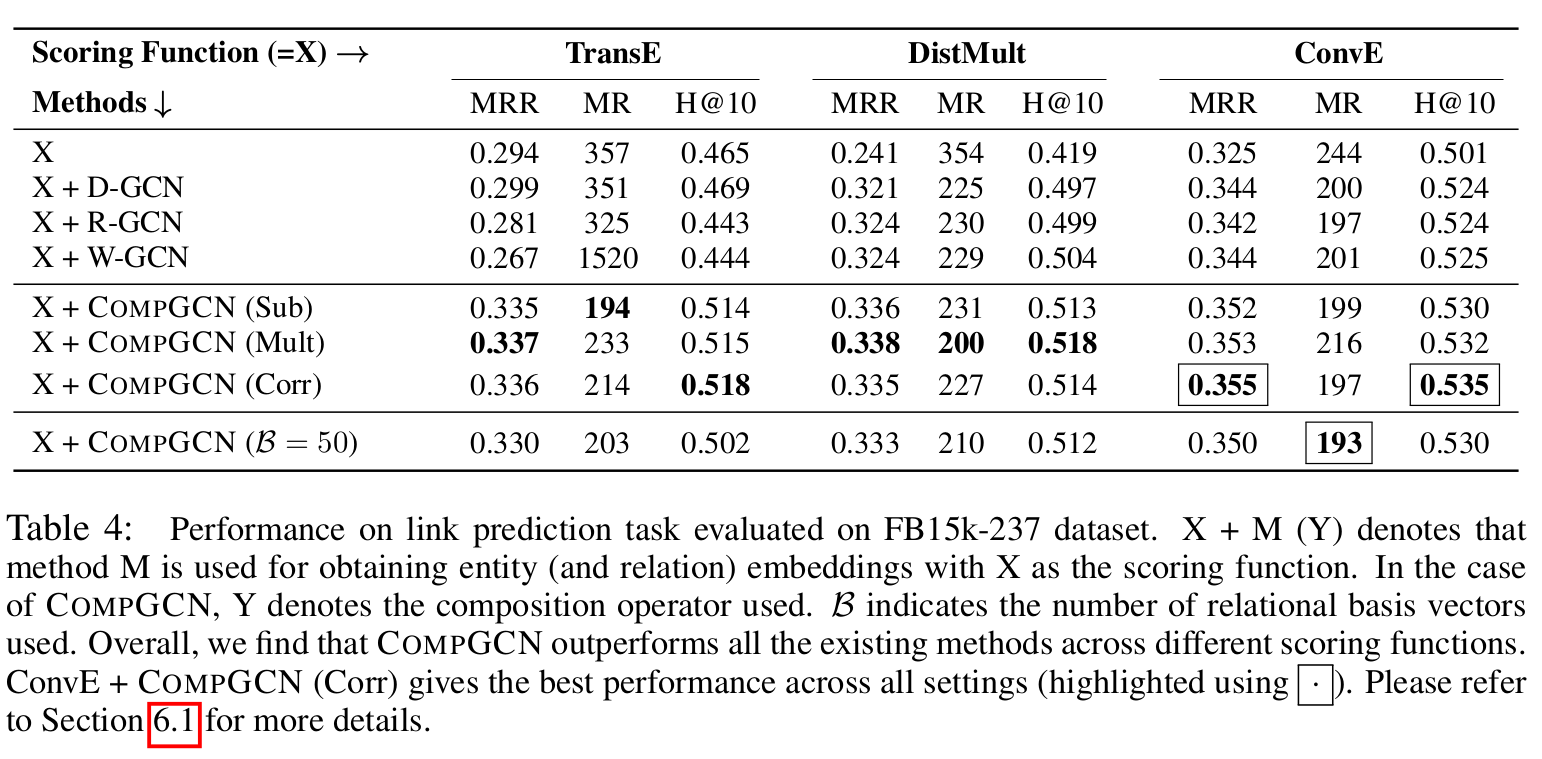 Scoring Function (=X) → TransE DistMult ConvE
Methods ↓ MRR MR H@10 MRR MR H@10 MRR MR H@10
X 0.294 357 0.465 0.241 354 0.419 0.325 244 0.501
X + D-GCN 0.299 351 0.469 0.321 225 0.497 0.344 200 0.524
X + R-GCN 0.281 325 0.443 0.324 230 0.499 0.342 197 0.524
X + W-GCN 0.267 1520 0.444 0.324 229 0.504 0.344 201 0.525
X + COMPGCN (Sub) 0.335 194 0.514 0.336 231 0.513 0.352 199 0.530
X + COMPGCN (Mult) 0.337 233 0.515 0.338 200 0.518 0.353 216 0.532
X + COMPGCN (Corr) 0.336 214 0.518 0.335 227 0.514 0.355 197 0.535
X + COMPGCN (ℬ = 50) 0.330 203 0.502 0.333 210 0.512 0.350 193 0.530
Table 4: Performance on link prediction task evaluated on FB15k-237 dataset. X + M (Y) denotes that
method M is used for obtaining entity (and relation) embeddings with X as the scoring function. In the case
of COMPGCN, Y denotes the composition operator used. ℬ indicates the number of relational basis vectors
used. Overall, we find that COMPGCN outperforms all the existing methods across different scoring functions.
ConvE + COMPGCN (Corr) gives the best performance across all settings (highlighted using ·). Please refer
to Section 6.1 for more details.